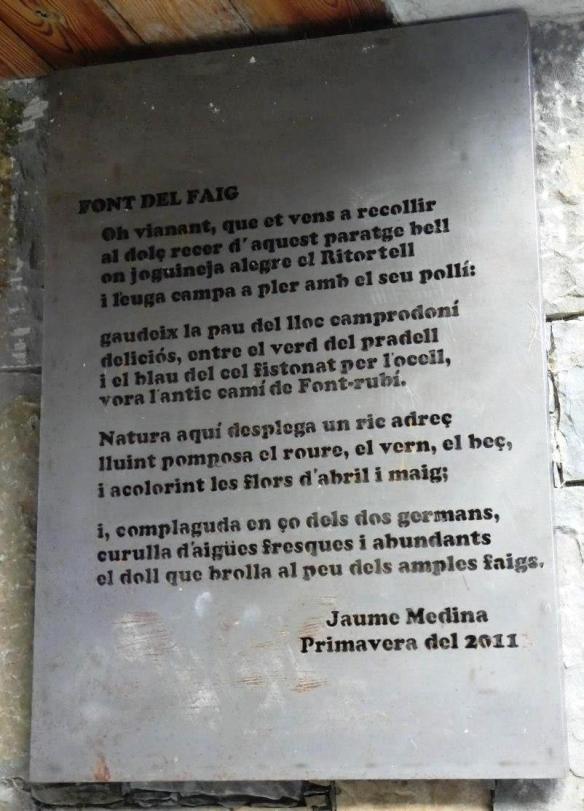 FONT DEL FAIG
Oh vianant, que et vens a recollir
al dolç recer d'aquest paratge bell
on joguineja alegre el Ritortell
i l'euga campa a pler amb el seu pollí:
gaudeix la pau del lloc camprodoní
deliciós, entre el verd del pradell
i el blau del cel fistonat per l'ocell,
vora l'antic camí de Font-rubí.
Natura aquí desplega un ric adreç
lluint pomposa el roure, el vern, el beç,
i acolorint les flors d'abril i maig;
i, complaguda en ço dels dos germans,
curulla d'aigües fresques i abundants
el doll que brolla al peu dels amples faigs.
Jaume Medina
Primavera del 2011